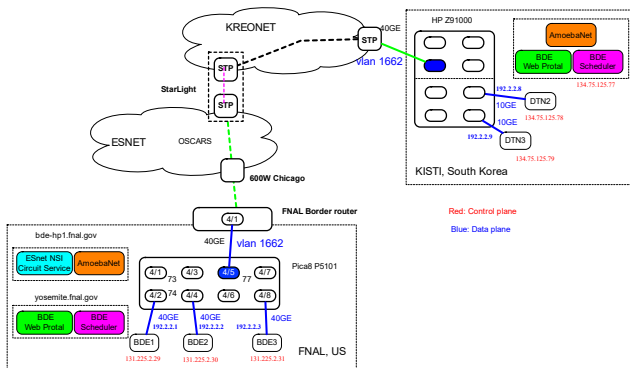 KREONET
STP
40GE
vlan 1662
HP Z91000
AmoebaNet
BDE
Web Protal
BDE
Scheduler
134.75.125.77
STP
StarLight
STP
192.2.2.8
10GE
DTN2
134.75.125.78
10GE
192.2.2.9
DTN3
134.75.125.79
KISTI, South Korea
ESNET
OSCARS
600W Chicago
FNAL Border router
4/1
Red: Control plane
Blue: Data plane
40GE
vlan 1662
bde-hp1.fnal.gov
ESnet NSI
Circuit Service
AmoebaNet
Pica8 P5101
4/1
73
4/3
4/5
77
4/7
4/2
74
4/4
4/6
4/8
yosemite.fnal.gov
BDE
Web Protal
BDE
Scheduler
40GE
192.2.2.1
40GE
192.2.2.2
192.2.2.3
40GE
BDE1
BDE2
BDE3
131.225.2.29
131.225.2.30
131.225.2.31
FNAL, US